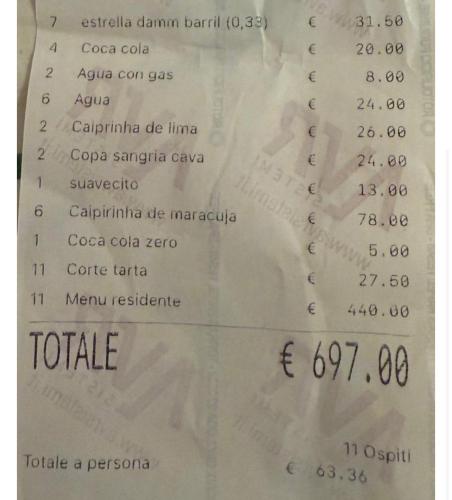 7 estrella damm barril (0,33) € 31.50
4 Coca cola € 20.00
2 Agua con gas € 8.00
6 Agua € 24.00
2 Caiprinha de lima € 26.00
2 Copa sangria cava € 24.00
1 suavecito € 13.00
6 Caipirinha de maracuja € 78.00
1 Coca cola zero € 5.00
11 Corte tarta € 27.50
11 Menu residente € 440.00
TOTALE € 697.00
11 Ospiti
Totale a persona € 63.36